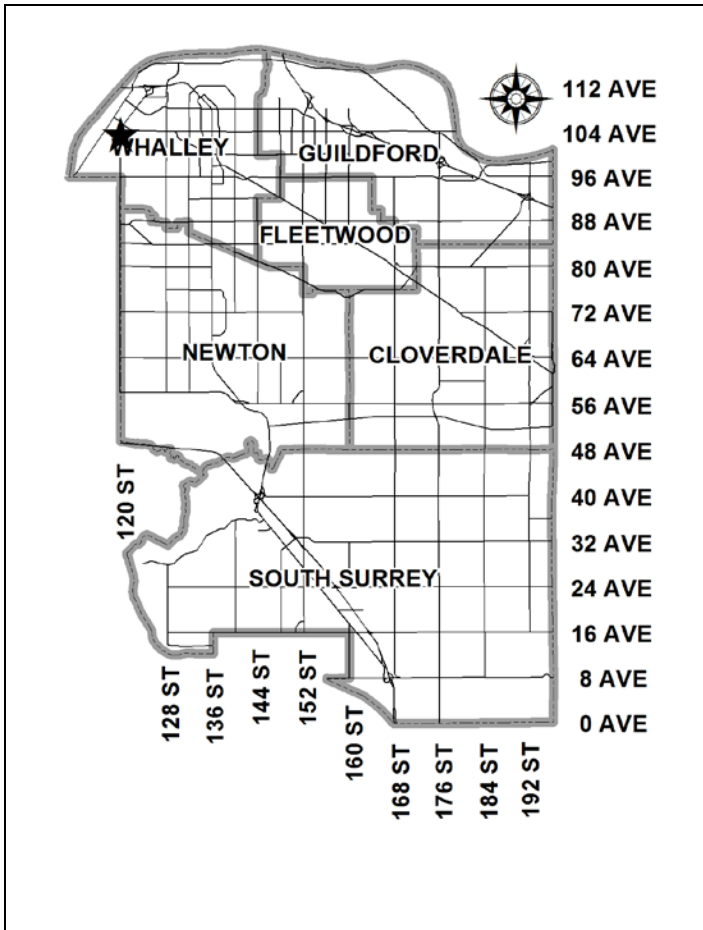 112 AVE
104 AVE
WHALLEY
GUILDFORD
96 AVE
88 AVE
FLEETWOOD
80 AVE
72 AVE
NEWTON
CLOVERDALE
64 AVE
56 AVE
48 AVE
120 ST
40 AVE
32 AVE
SOUTH SURREY
24 AVE
16 AVE
128 ST
136 ST
144 ST
152 ST
8 AVE
160 ST
0 AVE
168 ST
176 ST
184 ST
192 ST